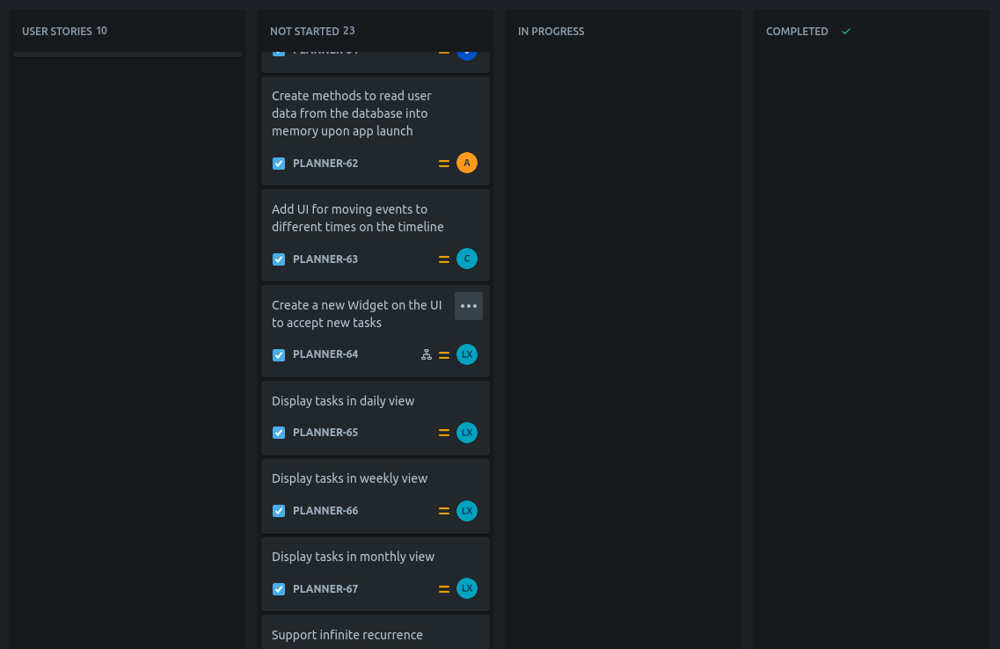 USER STORIES 10
NOT STARTED 23
IN PROGRESS
COMPLETED
Create methods to read user
data from the database into
memory upon app launch
PLANNER-62
A
Add UI for moving events to
different times on the timeline
PLANNER-63
C
Create a new Widget on the UI
to accept new tasks
PLANNER-64
LX
Display tasks in daily view
PLANNER-65
LX
Display tasks in weekly view
PLANNER-66
LX
Display tasks in monthly view
PLANNER-67
LX
Support infinite recurrence